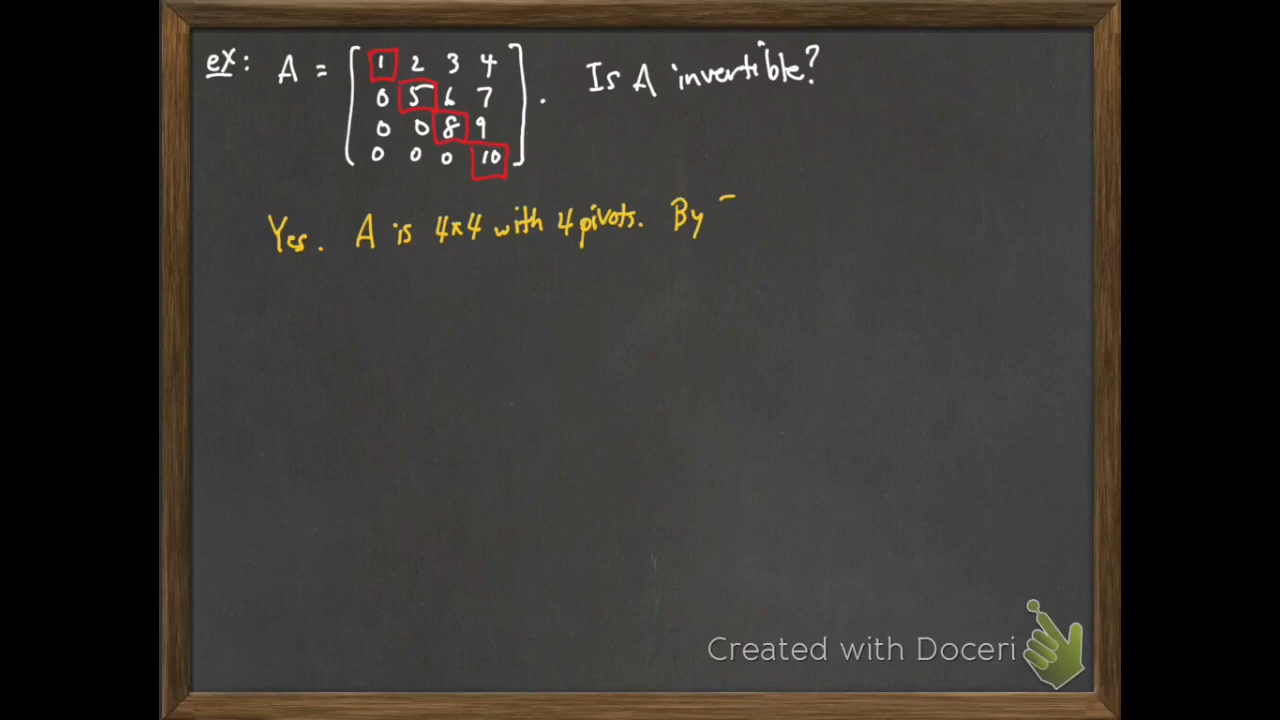 ex: A = [1 2 3 4
0 5 6 7
0 0 8 9
0 0 0 10]. Is A invertible?
Yes. A is 4x4 with 4 pivots. By
Created with Doceri